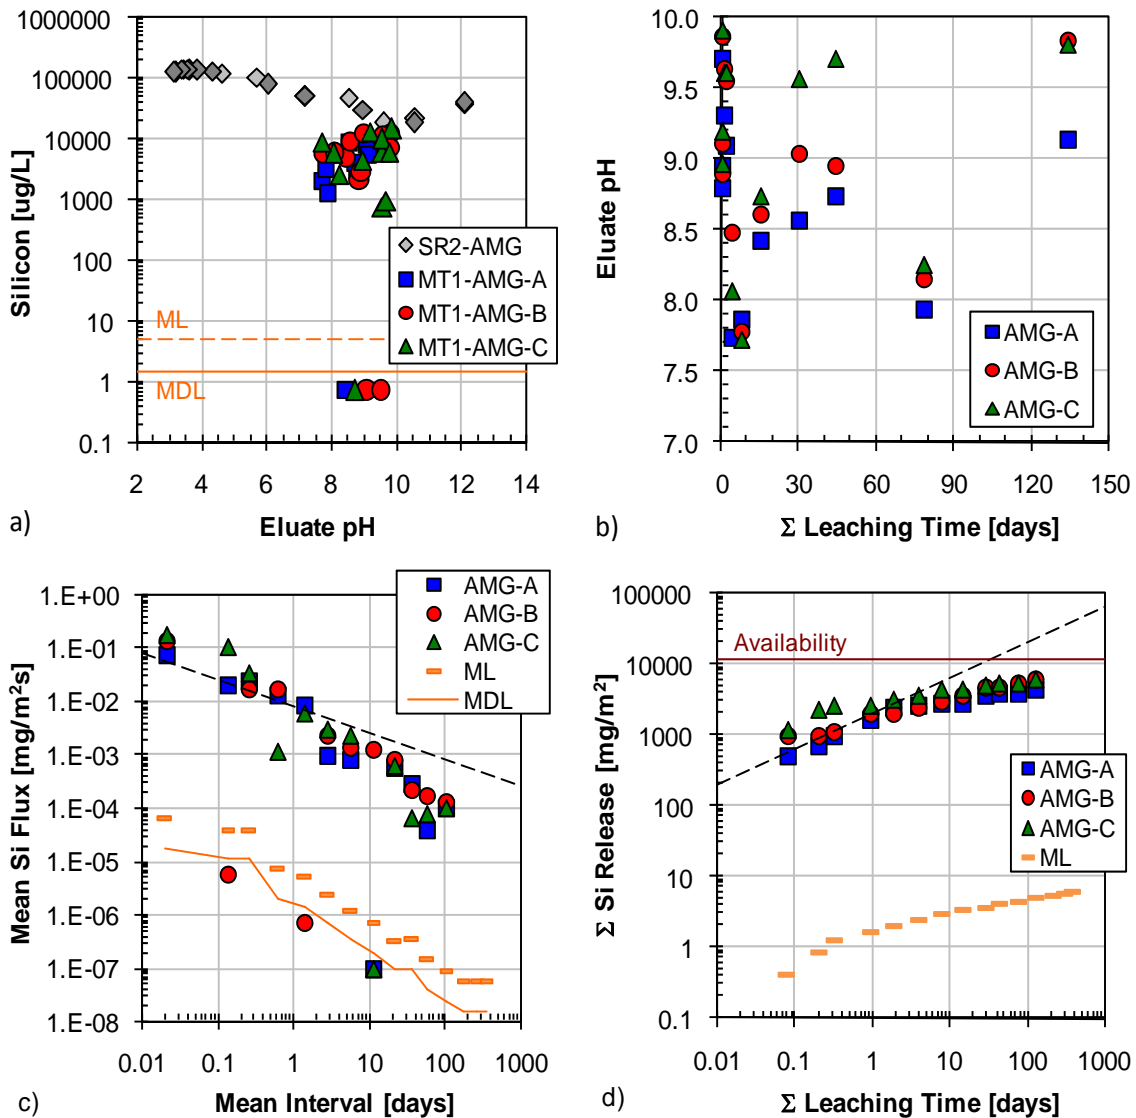 100000
10000
1000
100
10
1
0.1
Silicon [ug/L]
SR2-AMG
MT1-AMG-A
MT1-AMG-B
MT1-AMG-C
ML
MDL
2 4 6 8 10 12 14
Eluate pH
a)
10.0
9.5
9.0
8.5
8.0
7.5
7.0
Eluate pH
AMG-A
AMG-B
AMG-C
0 30 60 90 120 150
Σ Leaching Time [days]
b)
1.E+00
1.E-01
1.E-02
1.E-03
1.E-04
1.E-05
1.E-06
1.E-07
1.E-08
Mean Si Flux [mg/m²s]
AMG-A
AMG-B
AMG-C
ML
MDL
0.01 0.1 1 10 100 1000
Mean Interval [days]
c)
100000
10000
1000
100
10
1
0.1
Σ Si Release [mg/m²]
Availability
AMG-A
AMG-B
AMG-C
ML
0.01 0.1 1 10 100 1000
Σ Leaching Time [days]
d)